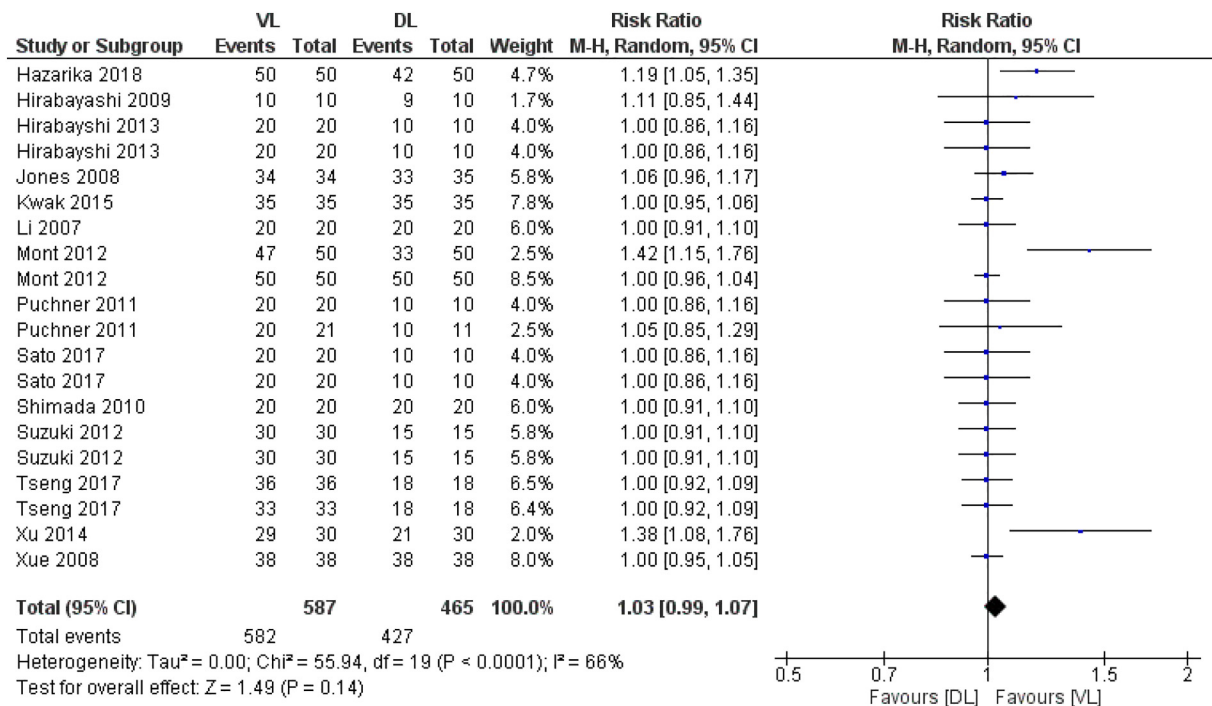 VL DL Risk Ratio Risk Ratio
Study or Subgroup Events Total Events Total Weight M-H, Random, 95% CI M-H, Random, 95% CI
Hazarika 2018 50 50 42 50 4.7% 1.19 [1.05, 1.35]
Hirabayashi 2009 10 10 9 10 1.7% 1.11 [0.85, 1.44]
Hirabayshi 2013 20 20 10 10 4.0% 1.00 [0.86, 1.16]
Hirabayshi 2013 20 20 10 10 4.0% 1.00 [0.86, 1.16]
Jones 2008 34 34 33 35 5.8% 1.06 [0.96, 1.17]
Kwak 2015 35 35 35 35 7.8% 1.00 [0.95, 1.06]
Li 2007 20 20 20 20 6.0% 1.00 [0.91, 1.10]
Mont 2012 47 50 33 50 2.5% 1.42 [1.15, 1.76]
Mont 2012 50 50 50 50 8.5% 1.00 [0.96, 1.04]
Puchner 2011 20 20 10 10 4.0% 1.00 [0.86, 1.16]
Puchner 2011 20 21 10 11 2.5% 1.05 [0.85, 1.29]
Sato 2017 20 20 10 10 4.0% 1.00 [0.86, 1.16]
Sato 2017 20 20 10 10 4.0% 1.00 [0.86, 1.16]
Shimada 2010 20 20 20 20 6.0% 1.00 [0.91, 1.10]
Suzuki 2012 30 30 15 15 5.8% 1.00 [0.91, 1.10]
Suzuki 2012 30 30 15 15 5.8% 1.00 [0.91, 1.10]
Tseng 2017 36 36 18 18 6.5% 1.00 [0.92, 1.09]
Tseng 2017 33 33 18 18 6.4% 1.00 [0.92, 1.09]
Xu 2014 29 30 21 30 2.0% 1.38 [1.08, 1.76]
Xue 2008 38 38 38 38 8.0% 1.00 [0.95, 1.05]
Total (95% CI) 587 465 100.0% 1.03 [0.99, 1.07]
Total events 582 427
Heterogeneity: Tau² = 0.00; Chi² = 55.94, df = 19 (P < 0.0001); I² = 66%
Test for overall effect: Z = 1.49 (P = 0.14)
0.5 0.7 1 1.5 2
Favours [DL] Favours [VL]